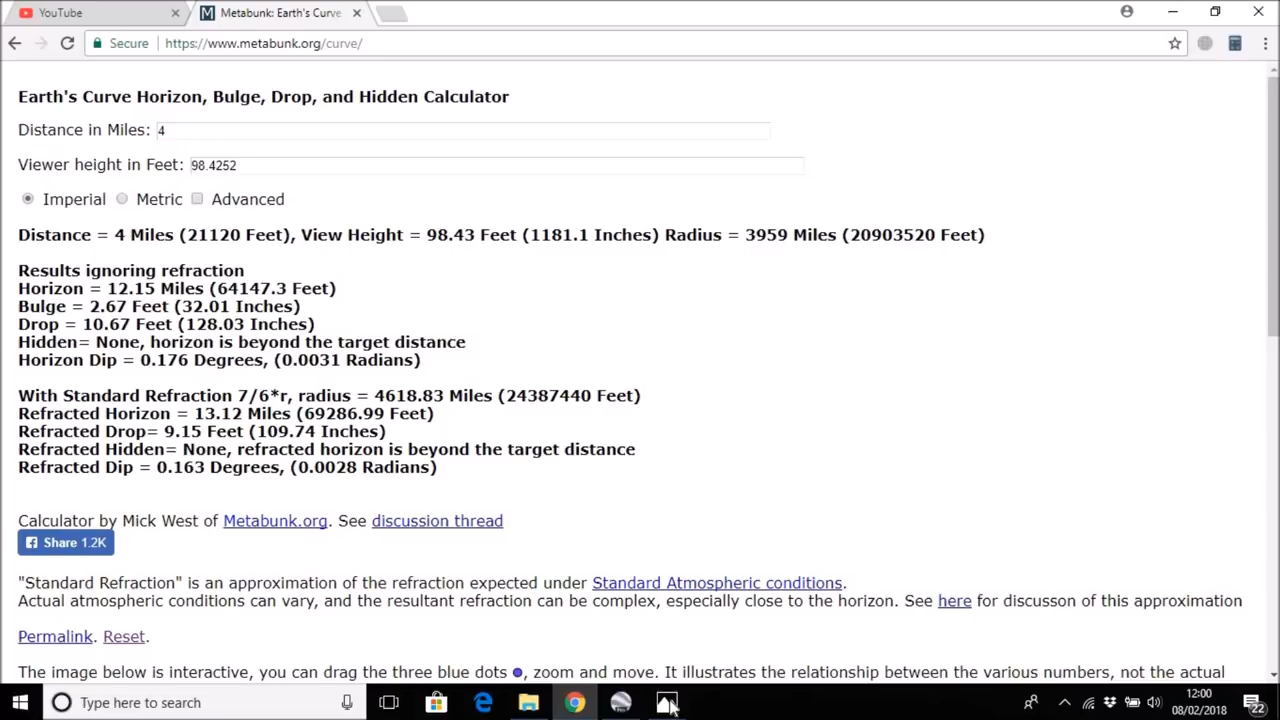 YouTube
Metabunk: Earth's Curve
Secure https://www.metabunk.org/curve/
Earth's Curve Horizon, Bulge, Drop, and Hidden Calculator
Distance in Miles: 4
Viewer height in Feet: 98.4252
Imperial Metric Advanced
Distance = 4 Miles (21120 Feet), View Height = 98.43 Feet (1181.1 Inches) Radius = 3959 Miles (20903520 Feet)
Results ignoring refraction
Horizon = 12.15 Miles (64147.3 Feet)
Bulge = 2.67 Feet (32.01 Inches)
Drop = 10.67 Feet (128.03 Inches)
Hidden= None, horizon is beyond the target distance
Horizon Dip = 0.176 Degrees, (0.0031 Radians)
With Standard Refraction 7/6*r, radius = 4618.83 Miles (24387440 Feet)
Refracted Horizon = 13.12 Miles (69286.99 Feet)
Refracted Drop= 9.15 Feet (109.74 Inches)
Refracted Hidden= None, refracted horizon is beyond the target distance
Refracted Dip = 0.163 Degrees, (0.0028 Radians)
Calculator by Mick West of Metabunk.org. See discussion thread
Share 1.2K
"Standard Refraction" is an approximation of the refraction expected under Standard Atmospheric conditions.
Actual atmospheric conditions can vary, and the resultant refraction can be complex, especially close to the horizon. See here for discusson of this approximation
Permalink. Reset.
The image below is interactive, you can drag the three blue dots , zoom and move. It illustrates the relationship between the various numbers, not the actual
Type here to search
12:00
08/02/2018
22